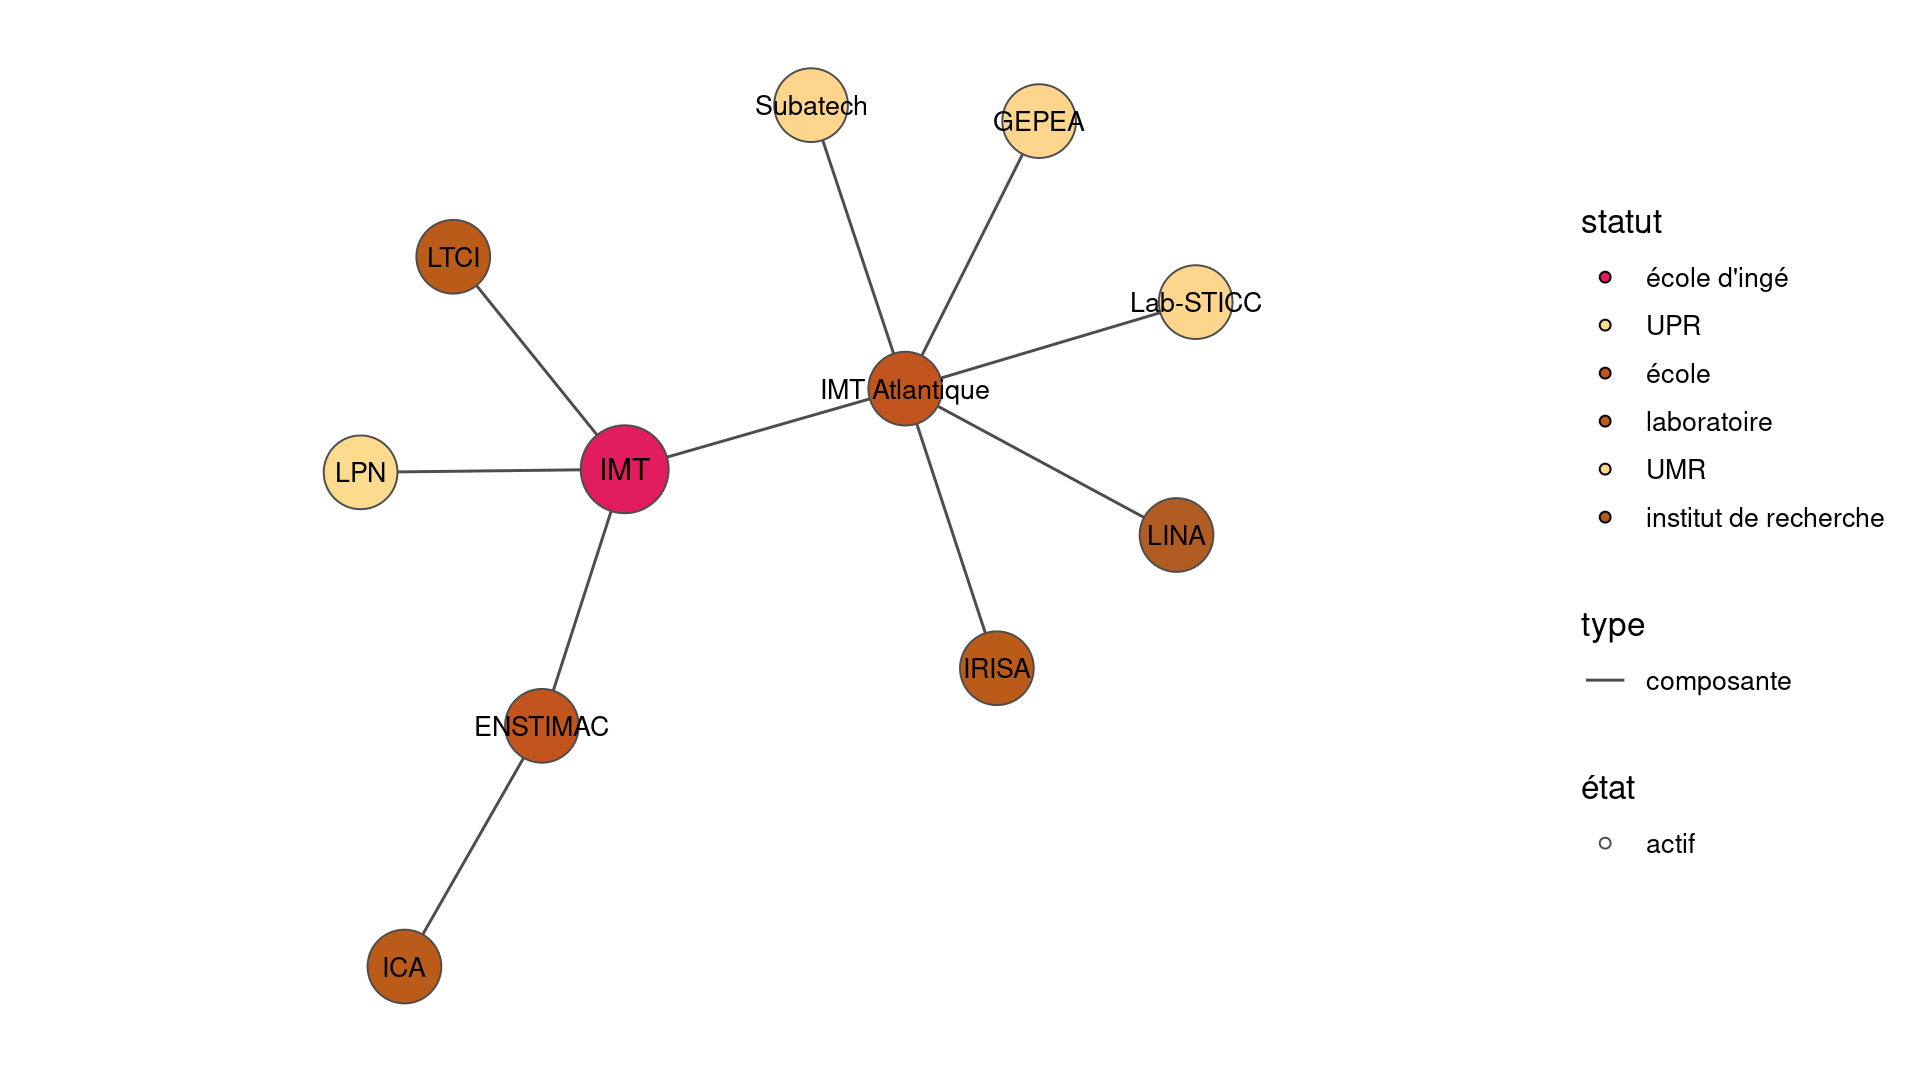 Subatech
GEPEA
LTCI
Lab-STICC
IMT Atlantique
LPN
IMT
LINA
IRISA
ENSTIMAC
ICA
statut
école d'ingé
UPR
école
laboratoire
UMR
institut de recherche
type
composante
état
actif